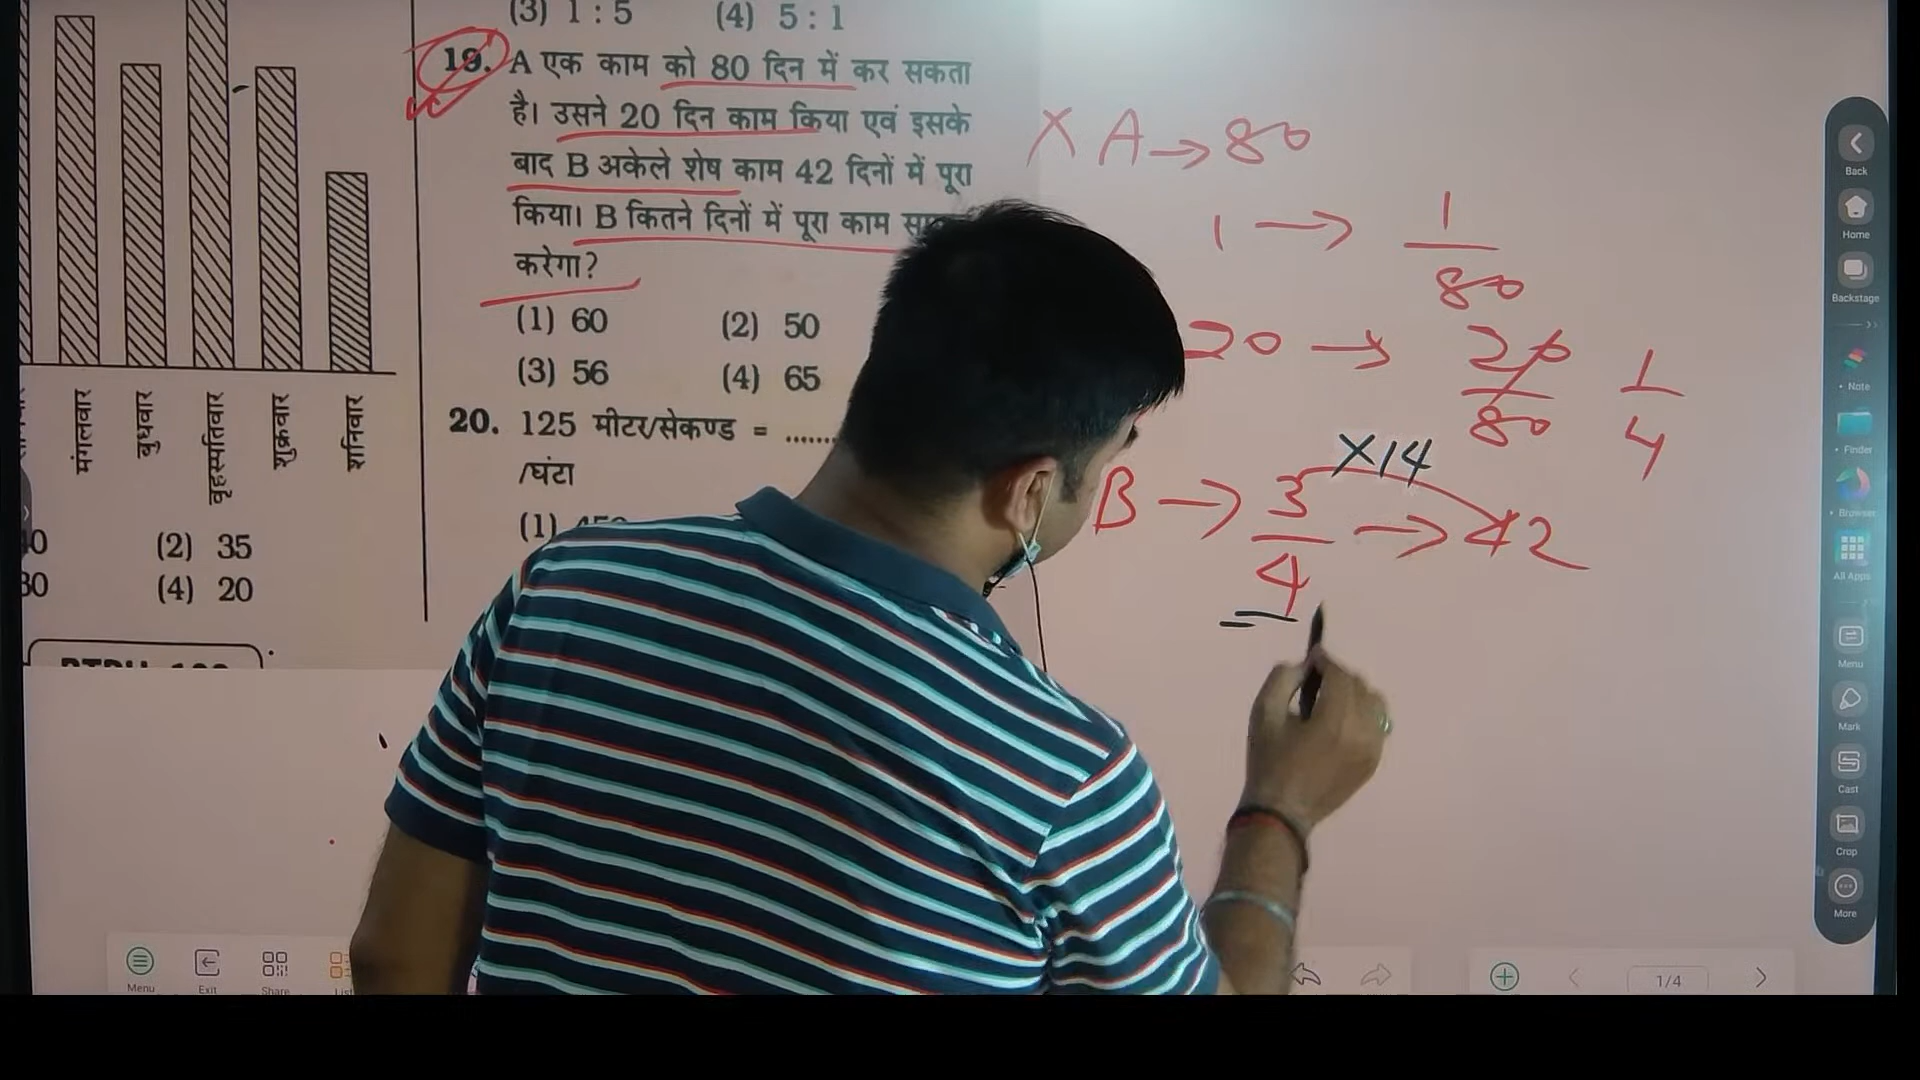 (3) 1 : 5 (4) 5 : 1
19. A एक काम को 80 दिन में कर सकता
है। उसने 20 दिन काम किया एवं इसके
बाद B अकेले शेष काम 42 दिनों में पूरा
किया। B कितने दिनों में पूरा काम
करेगा?
(1) 60 (2) 50
(3) 56 (4) 65
20. 125 मीटर/सेकण्ड = ......
/घंटा
(1)
मंगलवार
बुधवार
वृहस्पतिवार
शुक्रवार
शनिवार
(2) 35
(4) 20
X A → 80
1 → 1/80
20 → 20/80 1/4
X14
B → 3/4 → 42
Back
Home
Backstage
Note
Finder
Browser
All Apps
Menu
Mark
Cast
Crop
More
Menu Exit Share
1/4